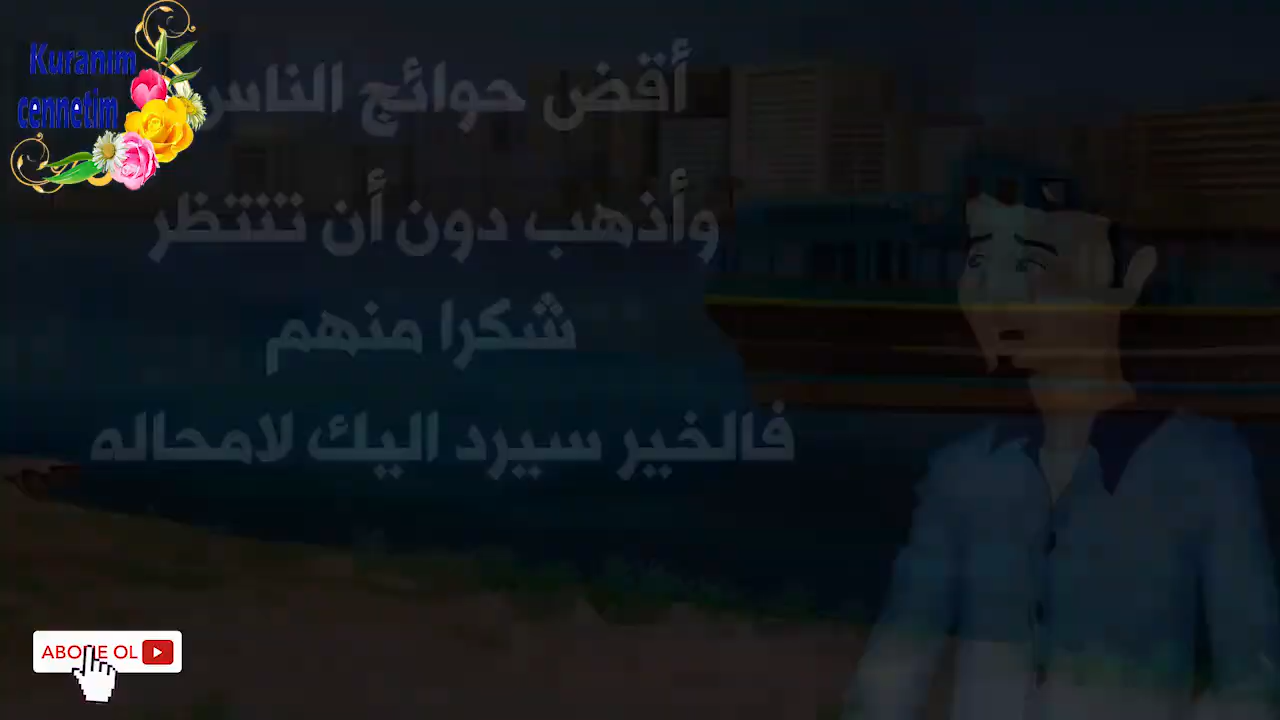 Kuranım
cennetim
أقض حوائج الناس
وأذهب دون أن تنتظر
شكرا منهم
فالخير سيرد اليك لامحاله
ABONE OL